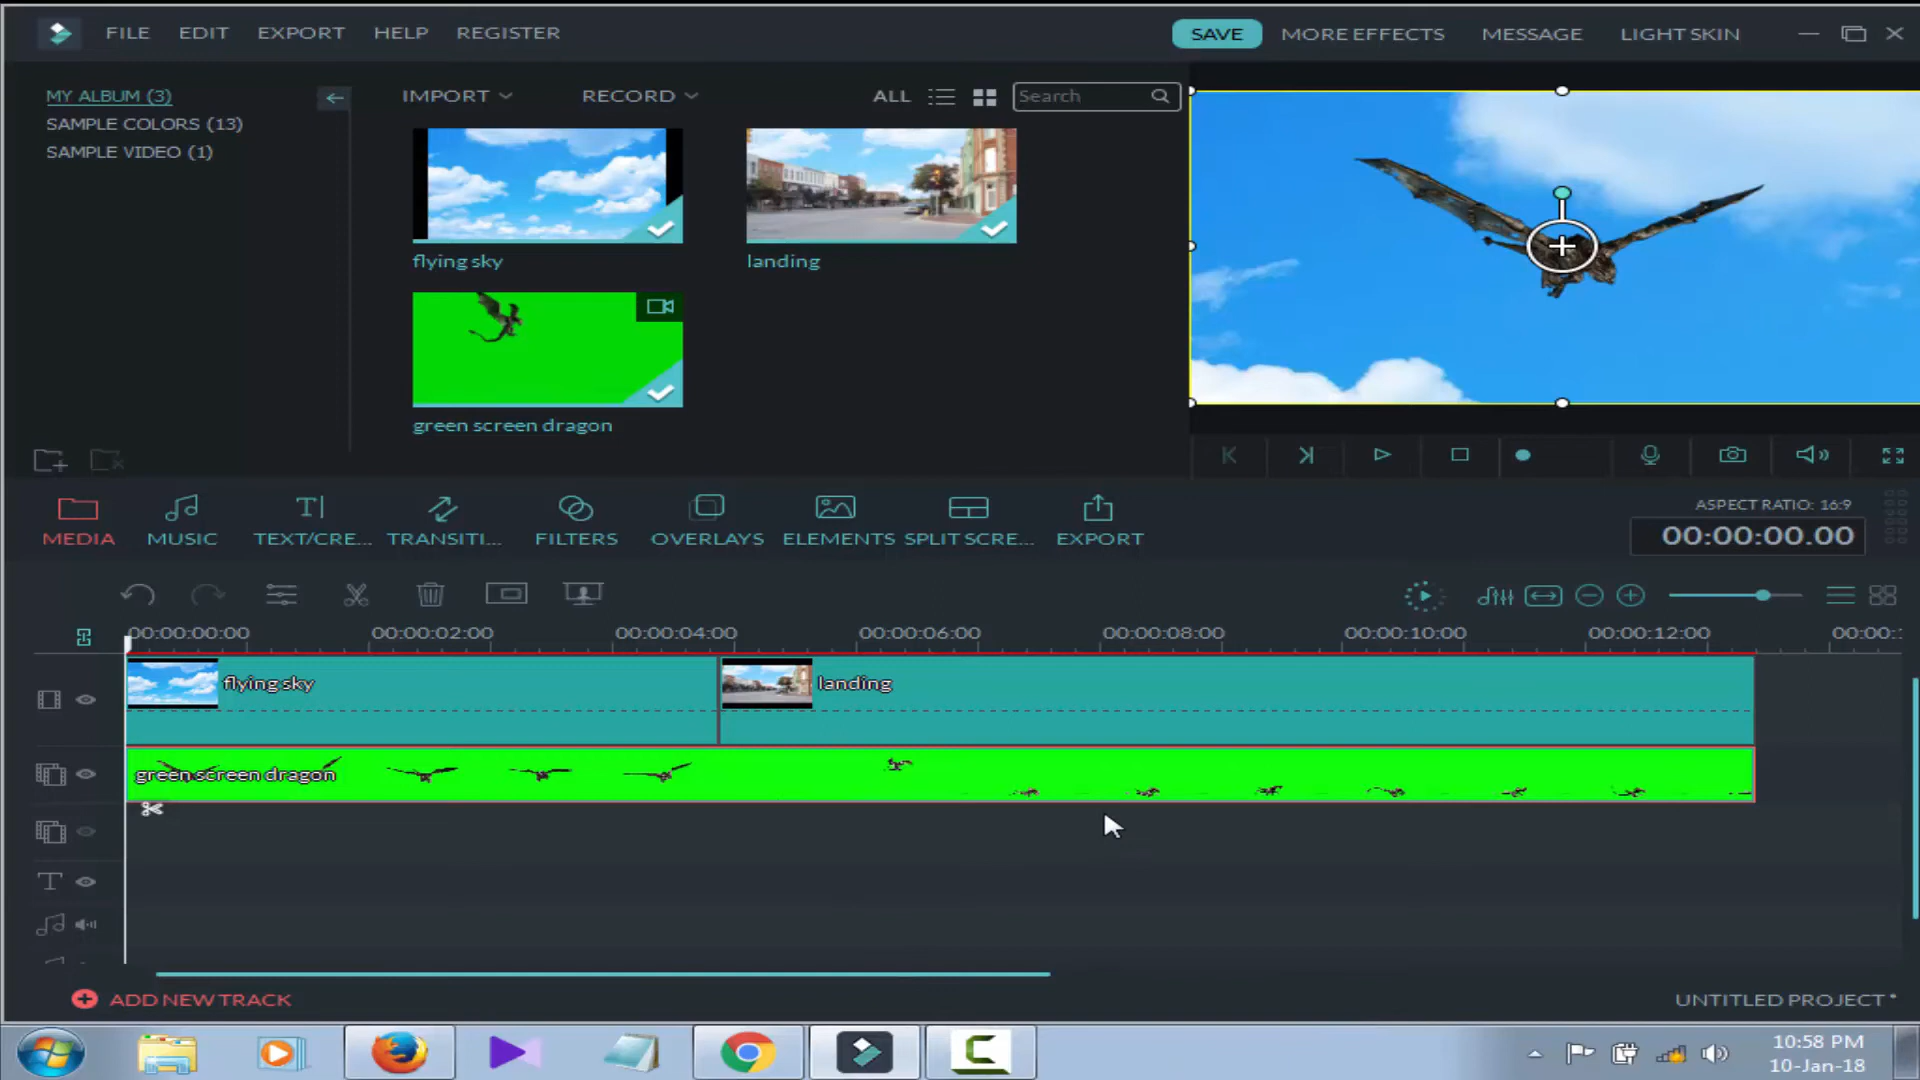 FILE EDIT EXPORT HELP REGISTER
SAVE MORE EFFECTS MESSAGE LIGHT SKIN
MY ALBUM (3)
SAMPLE COLORS (13)
SAMPLE VIDEO (1)
IMPORT RECORD ALL Search
flying sky
landing
green screen dragon
MEDIA MUSIC TEXT/CRE... TRANSITI... FILTERS OVERLAYS ELEMENTS SPLIT SCRE... EXPORT
ASPECT RATIO: 16:9
00:00:00.00
00:00:00:00 00:00:02:00 00:00:04:00 00:00:06:00 00:00:08:00 00:00:10:00 00:00:12:00 00:00:
flying sky
landing
green screen dragon
ADD NEW TRACK
UNTITLED PROJECT *
10:58 PM
10-Jan-18